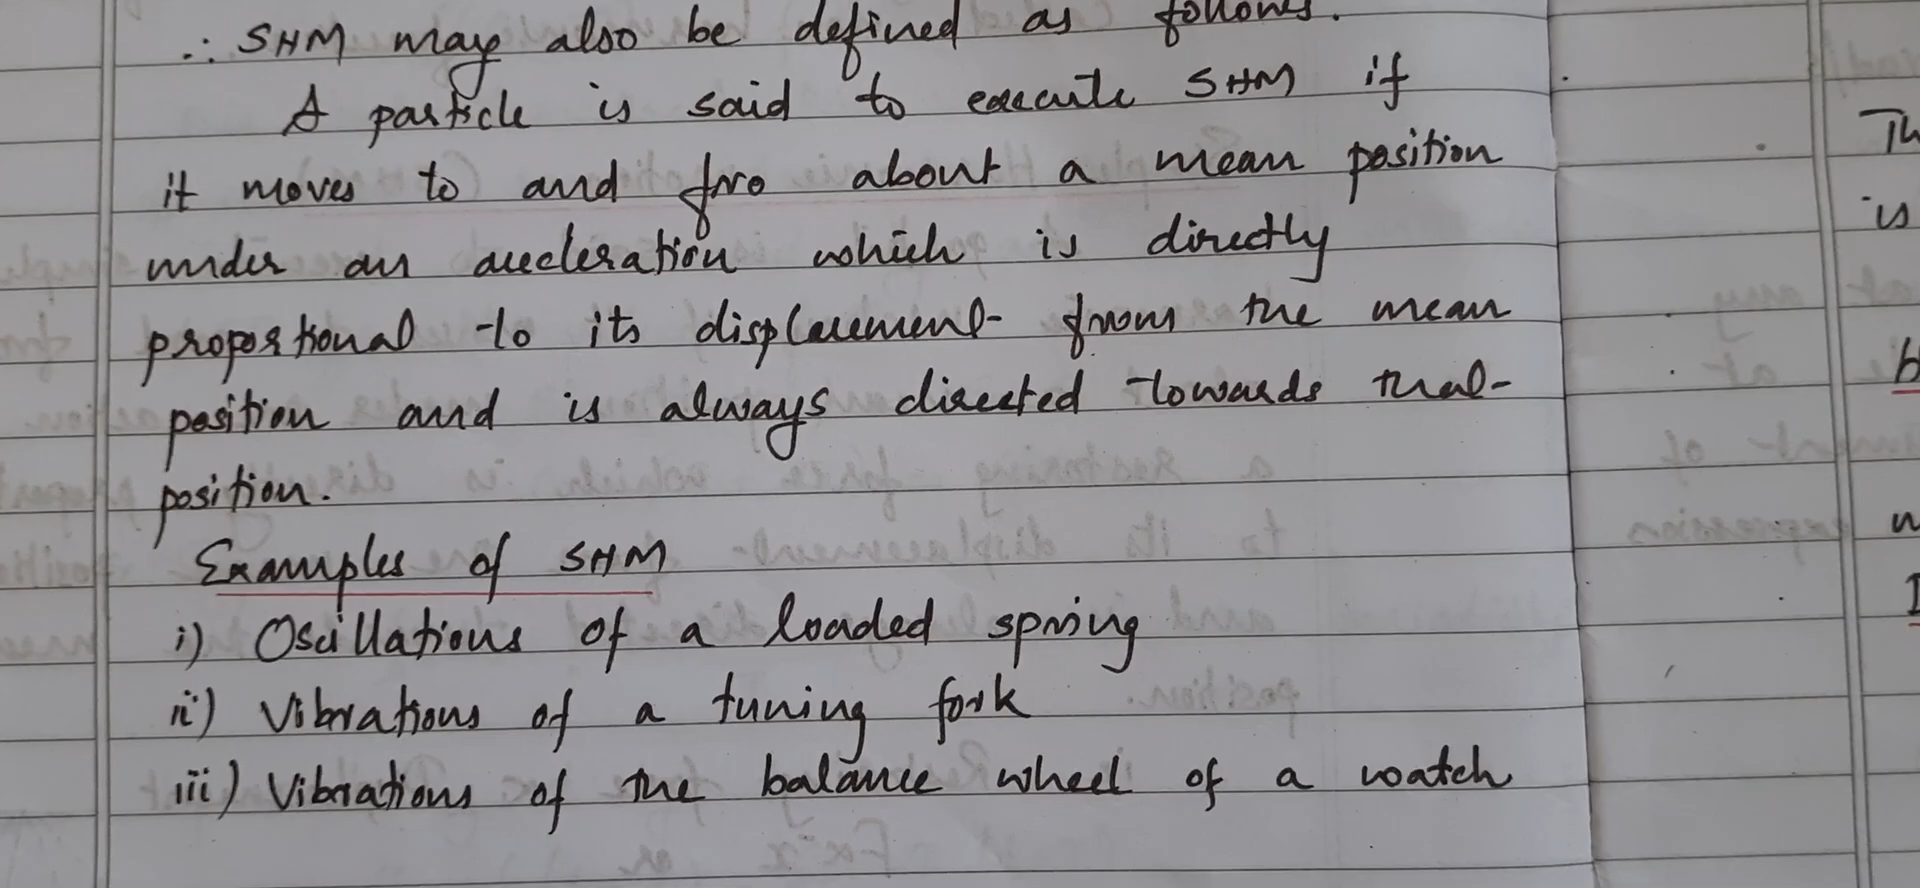 ∴ SHM may also be defined as follows.
A particle is said to execute SHM if
it moves to and fro about a mean position
under an acceleration which is directly
proportional to its displacement from the mean
position and is always directed towards that
position.
Examples of SHM
i) Oscillations of a loaded spring
ii) Vibrations of a tuning fork
iii) Vibrations of the balance wheel of a watch
Th
is